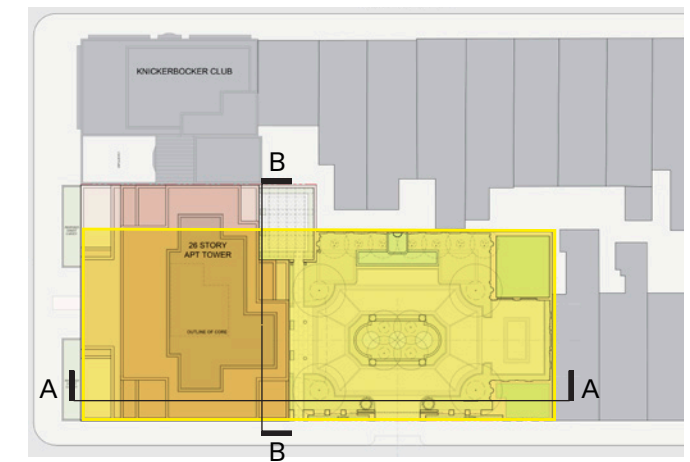 KNICKERBOCKER CLUB
B
26 STORY
APT TOWER
OUTLINE OF CORE
A
A
B